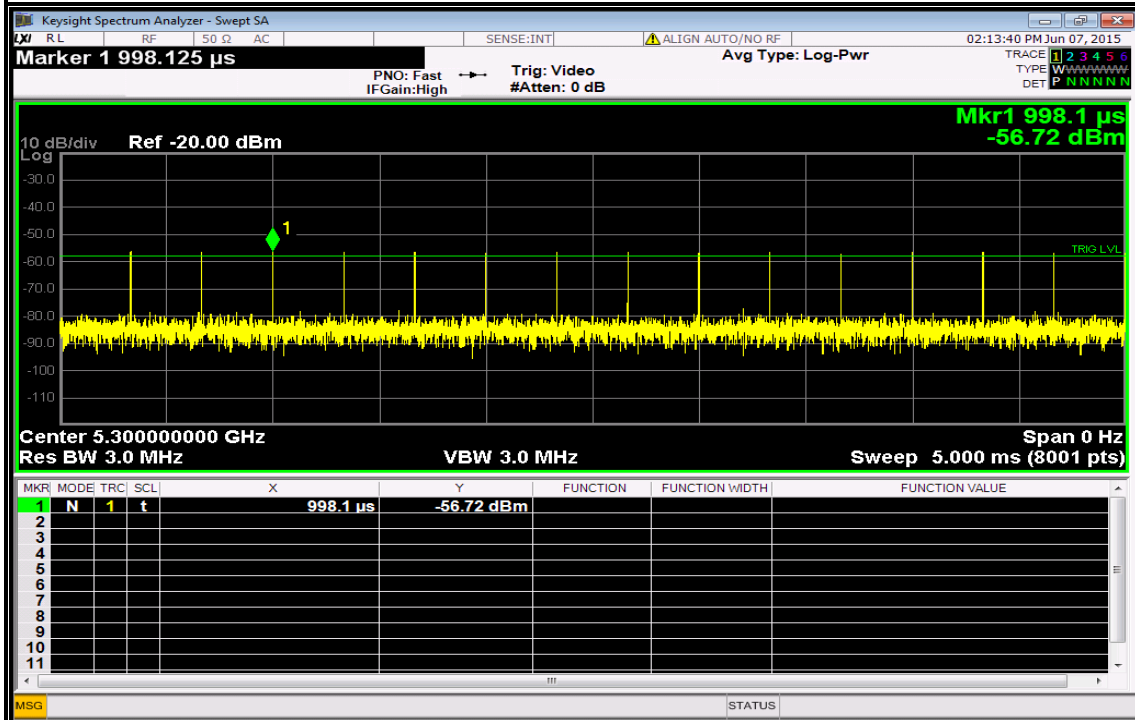 Keysight Spectrum Analyzer - Swept SA
LXI RL RF 50 Ω AC SENSE:INT ALIGN AUTO/NO RF 02:13:40 PM Jun 07, 2015
Marker 1 998.125 µs
PNO: Fast
IFGain:High
Trig: Video
#Atten: 0 dB
Avg Type: Log-Pwr
TRACE 1 2 3 4 5 6
TYPE WWWWWW
DET P N N N N N
Mkr1 998.1 µs
-56.72 dBm
10 dB/div Ref -20.00 dBm
Log
-30.0
-40.0
-50.0
1
TRIG LVL
-60.0
-70.0
-80.0
-90.0
-100
-110
Center 5.300000000 GHz Span 0 Hz
Res BW 3.0 MHz VBW 3.0 MHz Sweep 5.000 ms (8001 pts)
MKR MODE TRC SCL X Y FUNCTION FUNCTION WIDTH FUNCTION VALUE
1 N 1 t 998.1 µs -56.72 dBm
2
3
4
5
6
7
8
9
10
11
MSG STATUS